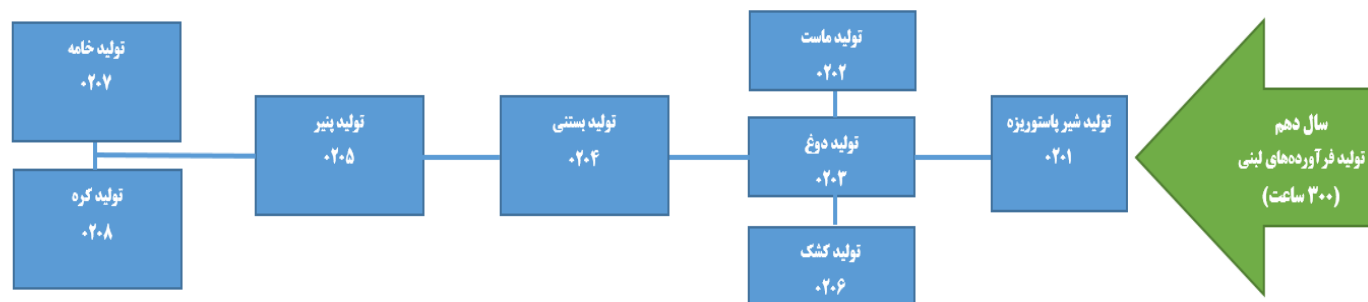 سال دهم
تولید فرآورده‌های لبنی
(۳۰۰ ساعت)
تولید شیر پاستوریزه
۰۲۰۱
تولید ماست
۰۲۰۲
تولید دوغ
۰۲۰۳
تولید کشک
۰۲۰۶
تولید بستنی
۰۲۰۴
تولید پنیر
۰۲۰۵
تولید خامه
۰۲۰۷
تولید کره
۰۲۰۸